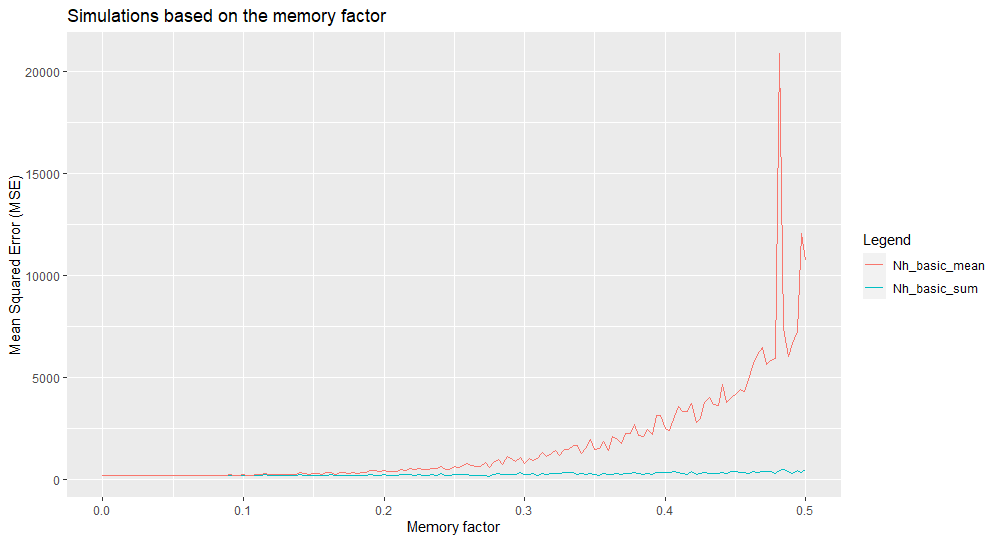 Simulations based on the memory factor
Mean Squared Error (MSE)
20000
15000
10000
5000
0
0.0 0.1 0.2 0.3 0.4 0.5
Memory factor
Legend
Nh_basic_mean
Nh_basic_sum